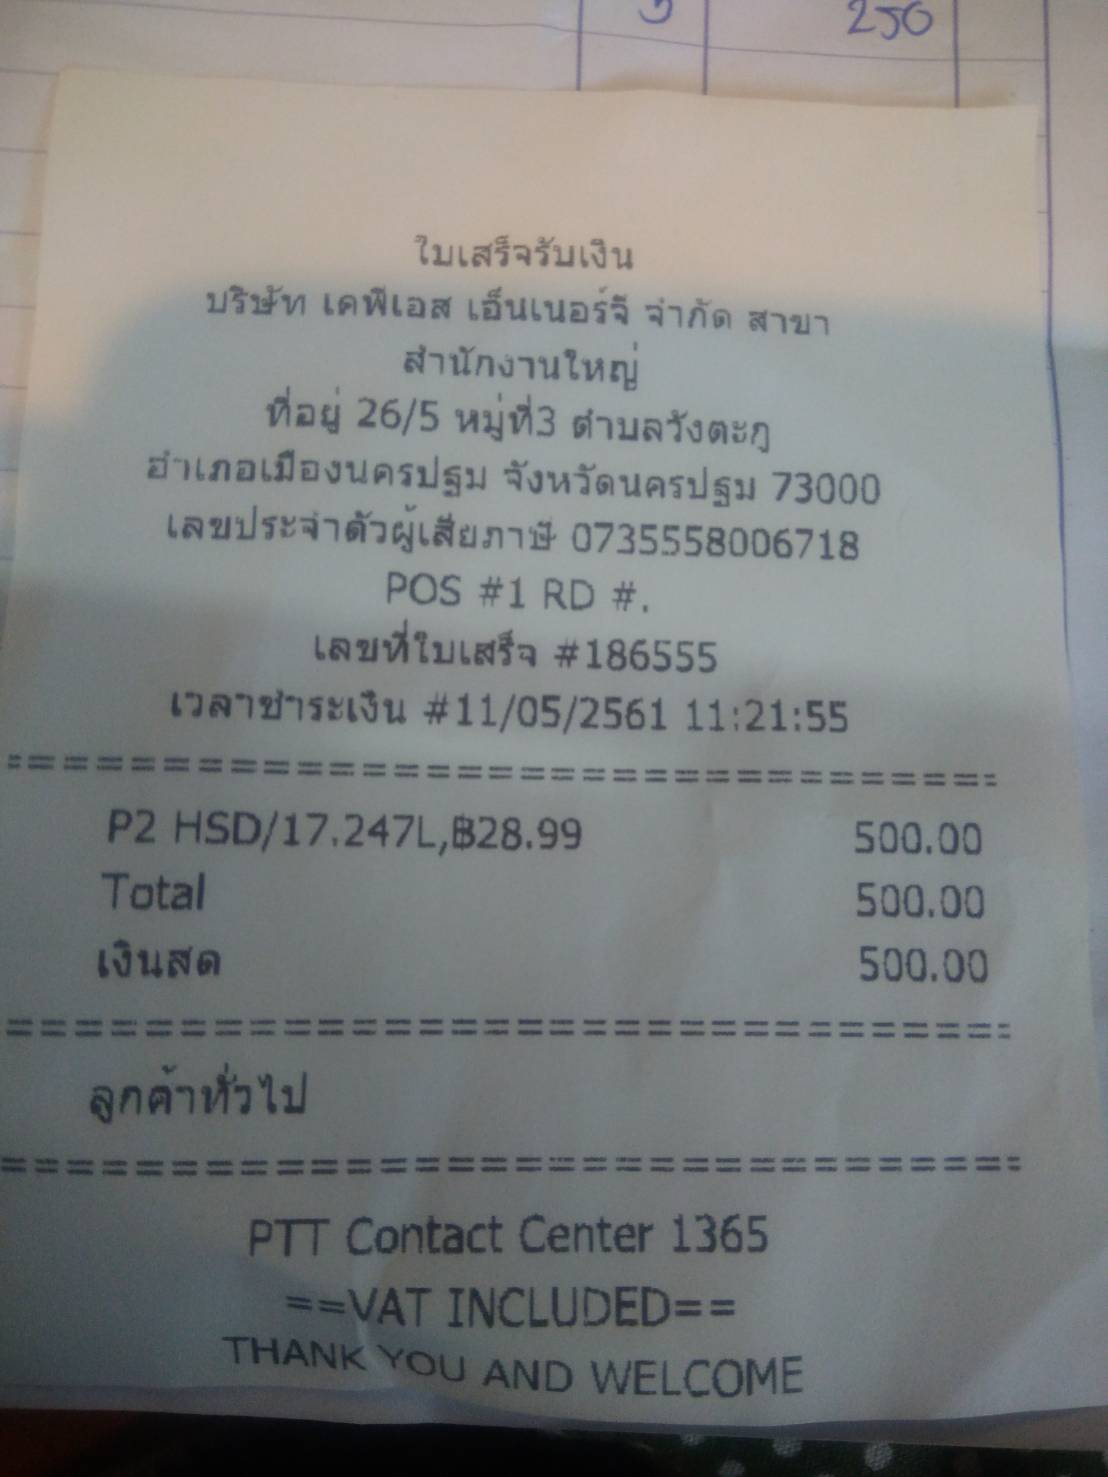 250
ใบเสร็จรับเงิน
บริษัท เคพีเอส เอ็นเนอร์จี จำกัด สาขา
สำนักงานใหญ่
ที่อยู่ 26/5 หมู่ที่3 ตำบลวังตะกู
อำเภอเมืองนครปฐม จังหวัดนครปฐม 73000
เลขประจำตัวผู้เสียภาษี 0735558006718
POS #1 RD #.
เลขที่ใบเสร็จ #186555
เวลาชำระเงิน #11/05/2561 11:21:55
==============================
P2 HSD/17.247L,฿28.99 500.00
Total 500.00
เงินสด 500.00
==============================
ลูกค้าทั่วไป
==============================
PTT Contact Center 1365
==VAT INCLUDED==
THANK YOU AND WELCOME